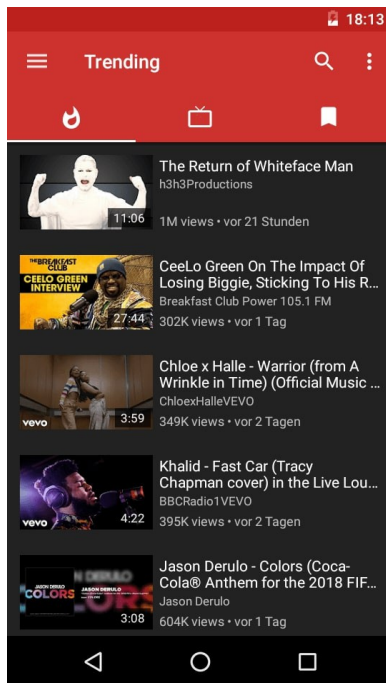 18:13
Trending
The Return of Whiteface Man
h3h3Productions
11:06
1M views • vor 21 Stunden
THE BREAKFAST
CLUB
CEELO GREEN
INTERVIEW
27:44
CeeLo Green On The Impact Of
Losing Biggie, Sticking To His R...
Breakfast Club Power 105.1 FM
302K views • vor 1 Tag
vevo
3:59
Chloe x Halle - Warrior (from A
Wrinkle in Time) (Official Music ...
ChloexHalleVEVO
349K views • vor 2 Tagen
vevo
4:22
Khalid - Fast Car (Tracy
Chapman cover) in the Live Lou...
BBCRadio1VEVO
395K views • vor 2 Tagen
JASON DERULO
COLORS
JASON DERULO
3:08
Jason Derulo - Colors (Coca-
Cola® Anthem for the 2018 FIF...
Jason Derulo
604K views • vor 1 Tag